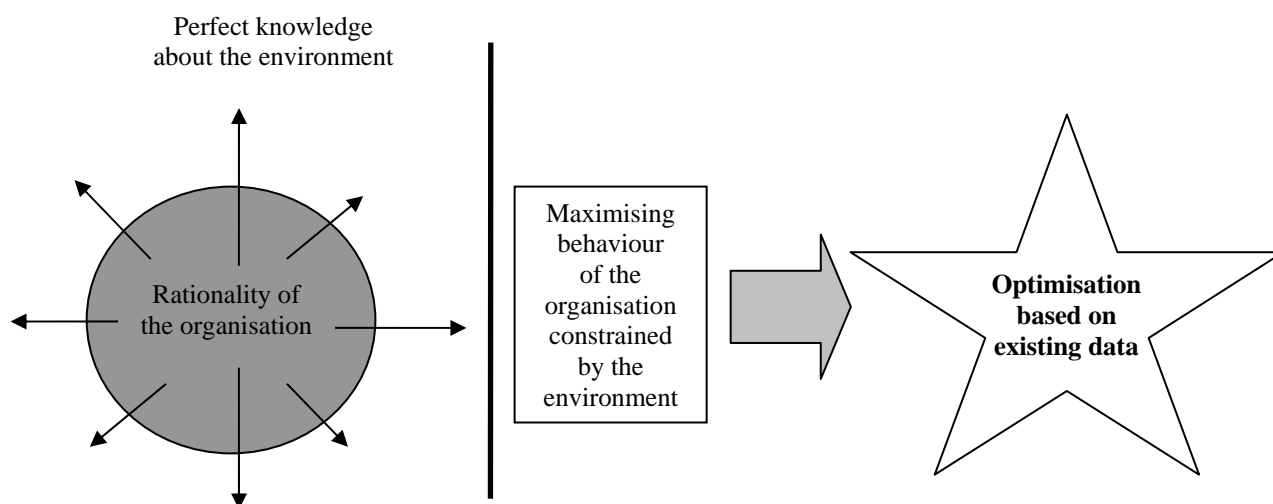 Perfect knowledge
about the environment
Rationality of
the organisation
Maximising
behaviour
of the
organisation
constrained
by the
environment
Optimisation
based on
existing data